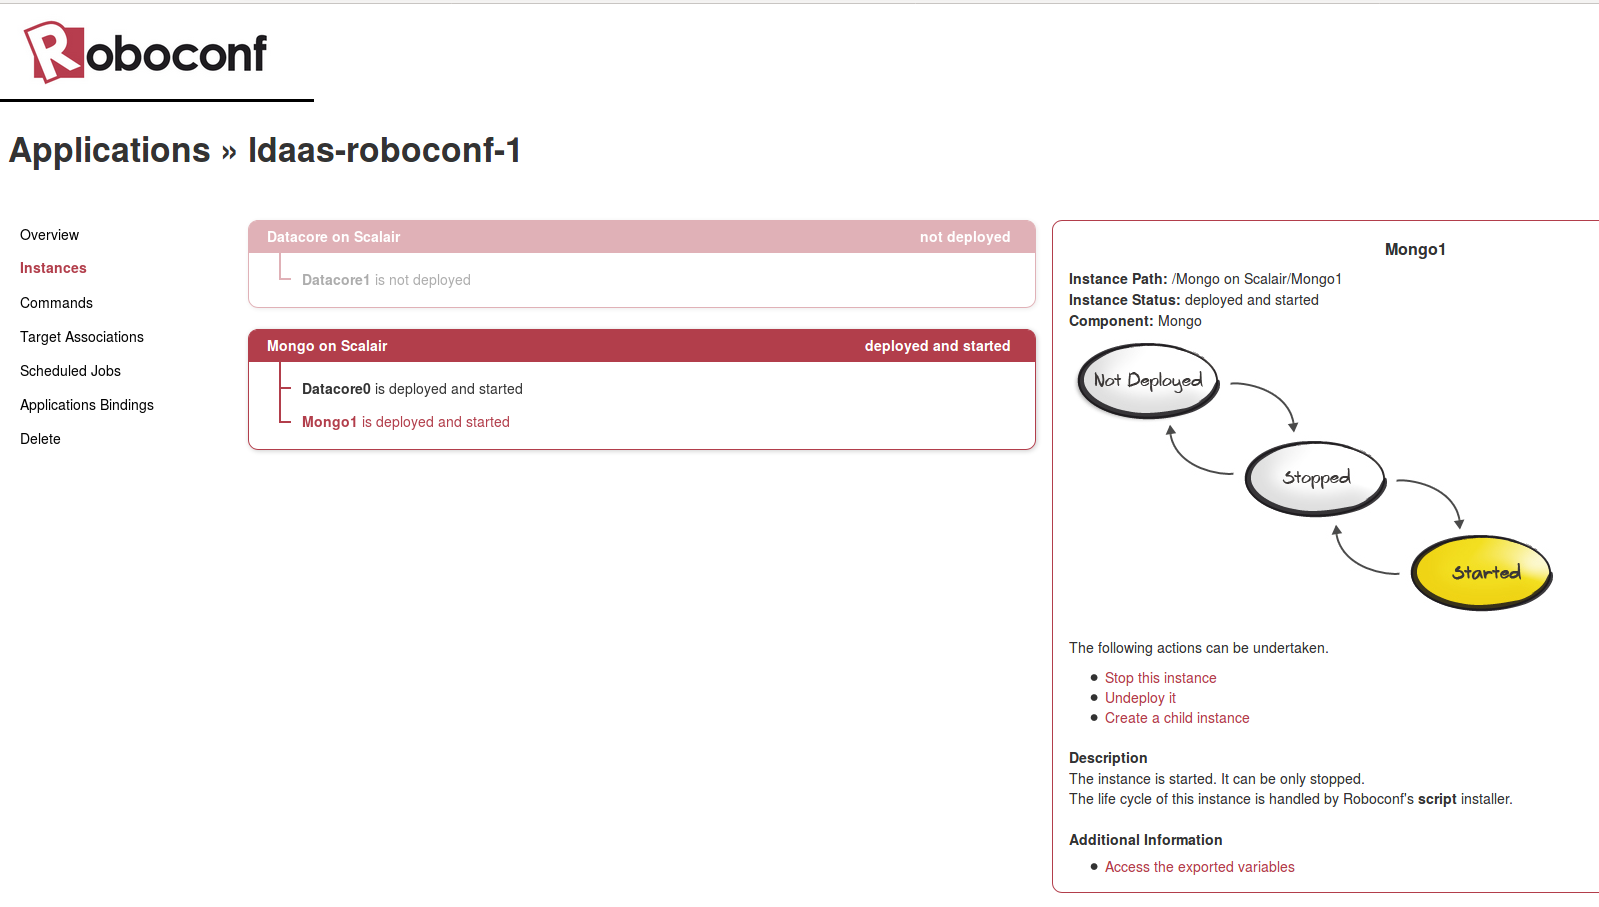 Roboconf
Applications » Idaas-roboconf-1
Overview
Instances
Commands
Target Associations
Scheduled Jobs
Applications Bindings
Delete
Datacore on Scalair not deployed
Datacore1 is not deployed
Mongo on Scalair deployed and started
Datacore0 is deployed and started
Mongo1 is deployed and started
Mongo1
Instance Path: /Mongo on Scalair/Mongo1
Instance Status: deployed and started
Component: Mongo
Not Deployed
Stopped
Started
The following actions can be undertaken.
Stop this instance
Undeploy it
Create a child instance
Description
The instance is started. It can be only stopped.
The life cycle of this instance is handled by Roboconf's script installer.
Additional Information
Access the exported variables